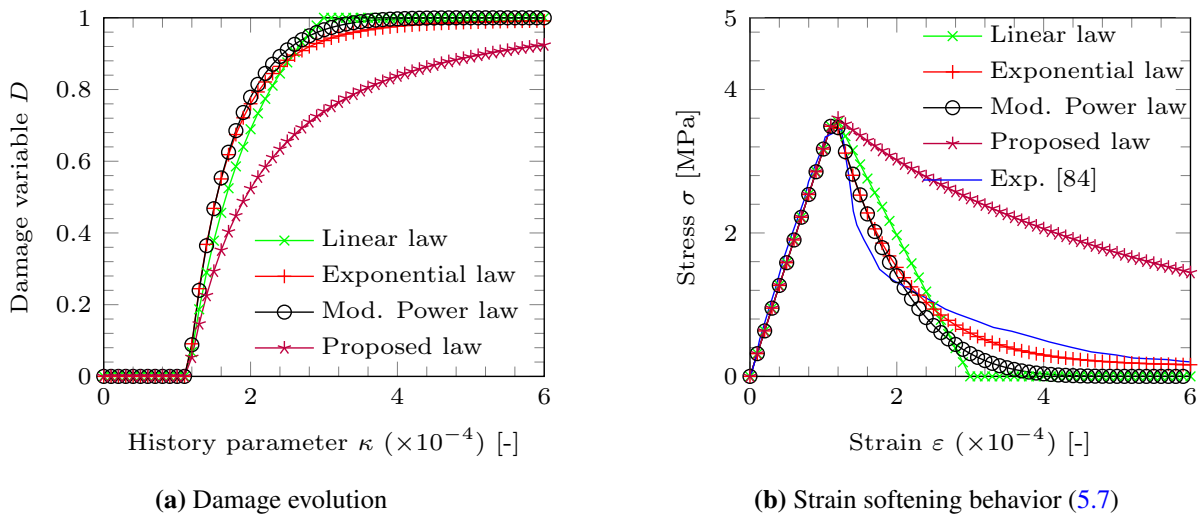 1
0.8
0.6
0.4
0.2
0
0
2
4
6
Damage variable D
History parameter κ (×10⁻⁴) [-]
Linear law
Exponential law
Mod. Power law
Proposed law
(a) Damage evolution
5
4
2
0
0
2
4
6
Stress σ [MPa]
Strain ε (×10⁻⁴) [-]
Linear law
Exponential law
Mod. Power law
Proposed law
Exp. [84]
(b) Strain softening behavior (5.7)